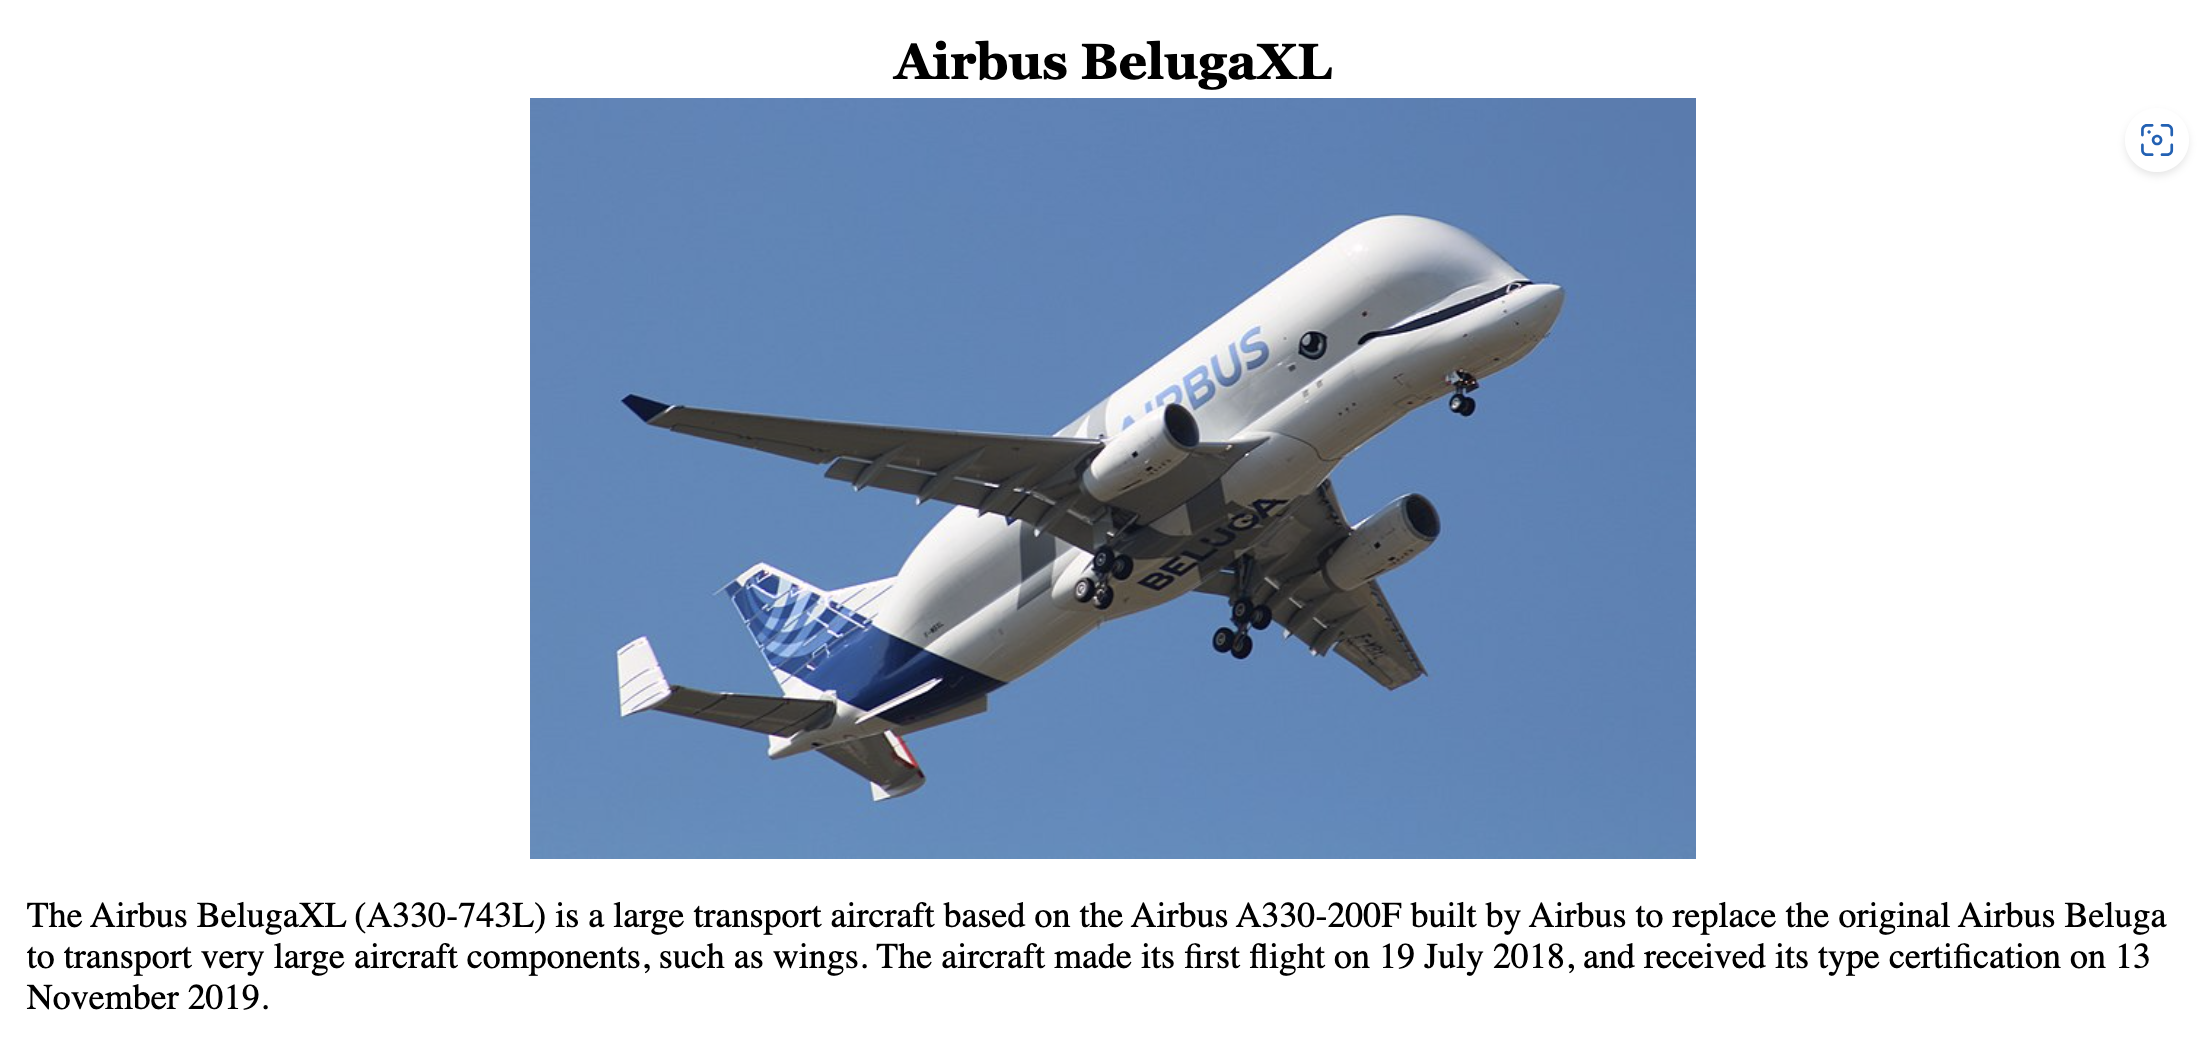 Airbus BelugaXL
AIRBUS
BELUGA
The Airbus BelugaXL (A330-743L) is a large transport aircraft based on the Airbus A330-200F built by Airbus to replace the original Airbus Beluga
to transport very large aircraft components, such as wings. The aircraft made its first flight on 19 July 2018, and received its type certification on 13
November 2019.